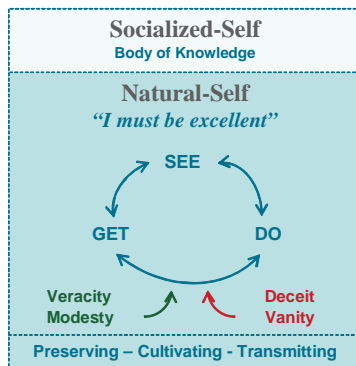 Socialized-Self
Body of Knowledge
Natural-Self
“I must be excellent”
SEE
GET
DO
Veracity
Modesty
Deceit
Vanity
Preserving – Cultivating - Transmitting